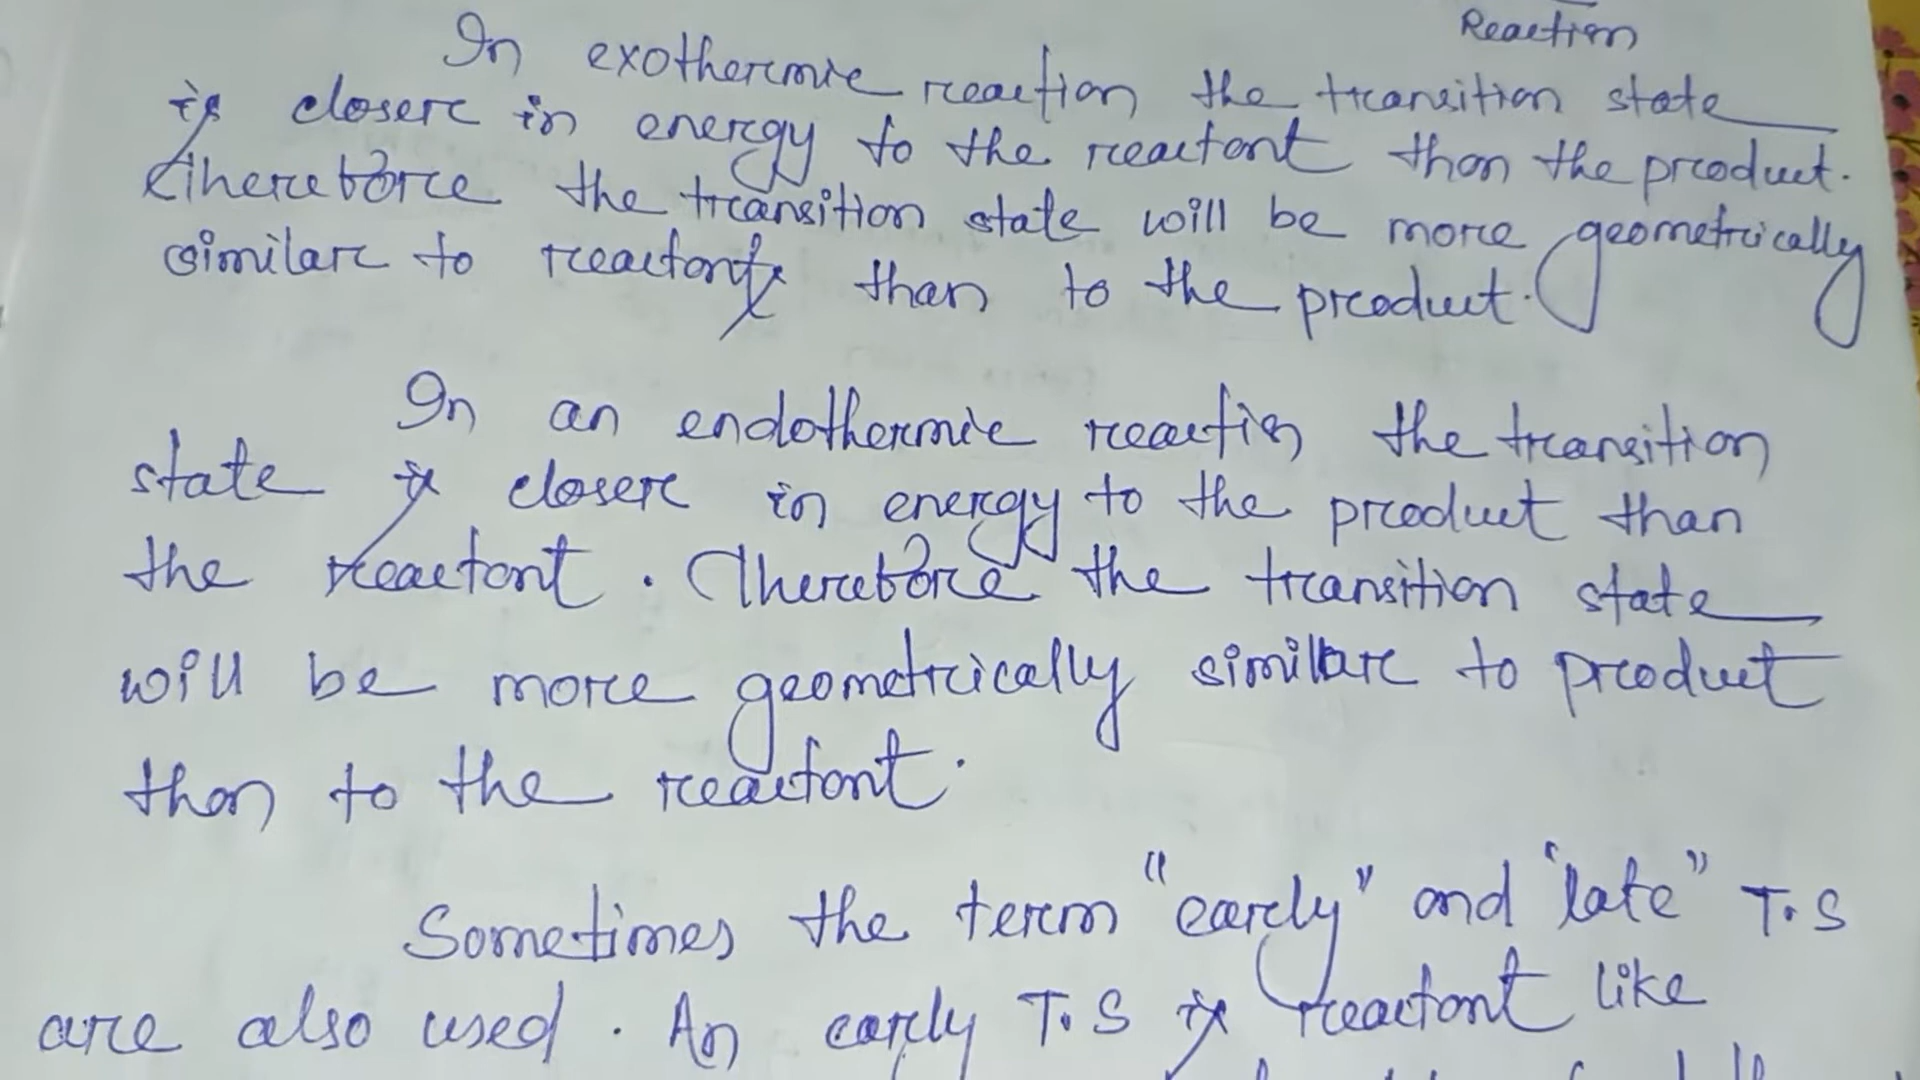 Reaction
In exothermic reaction the transition state
is closer in energy to the reactant than the product.
Therefore the transition state will be more geometrically
similar to reactants than to the product.
In an endothermic reaction the transition
state is closer in energy to the product than
the reactant. Therefore the transition state
will be more geometrically similar to product
than to the reactant.
Sometimes the term "early" and "late" T.S
are also used. An early T.S is reactant like